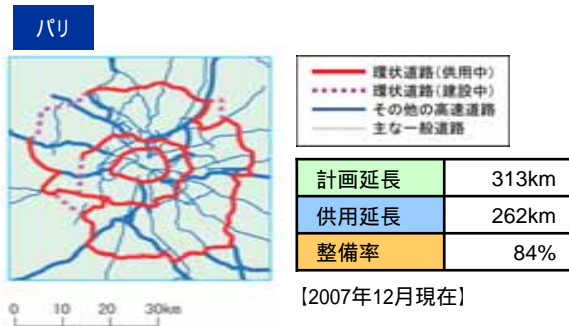 パリ
環状道路(供用中)
環状道路(建設中)
その他の高速道路
主な一般道路
計画延長 313km
供用延長 262km
整備率 84%
【2007年12月現在】
0 10 20 30km